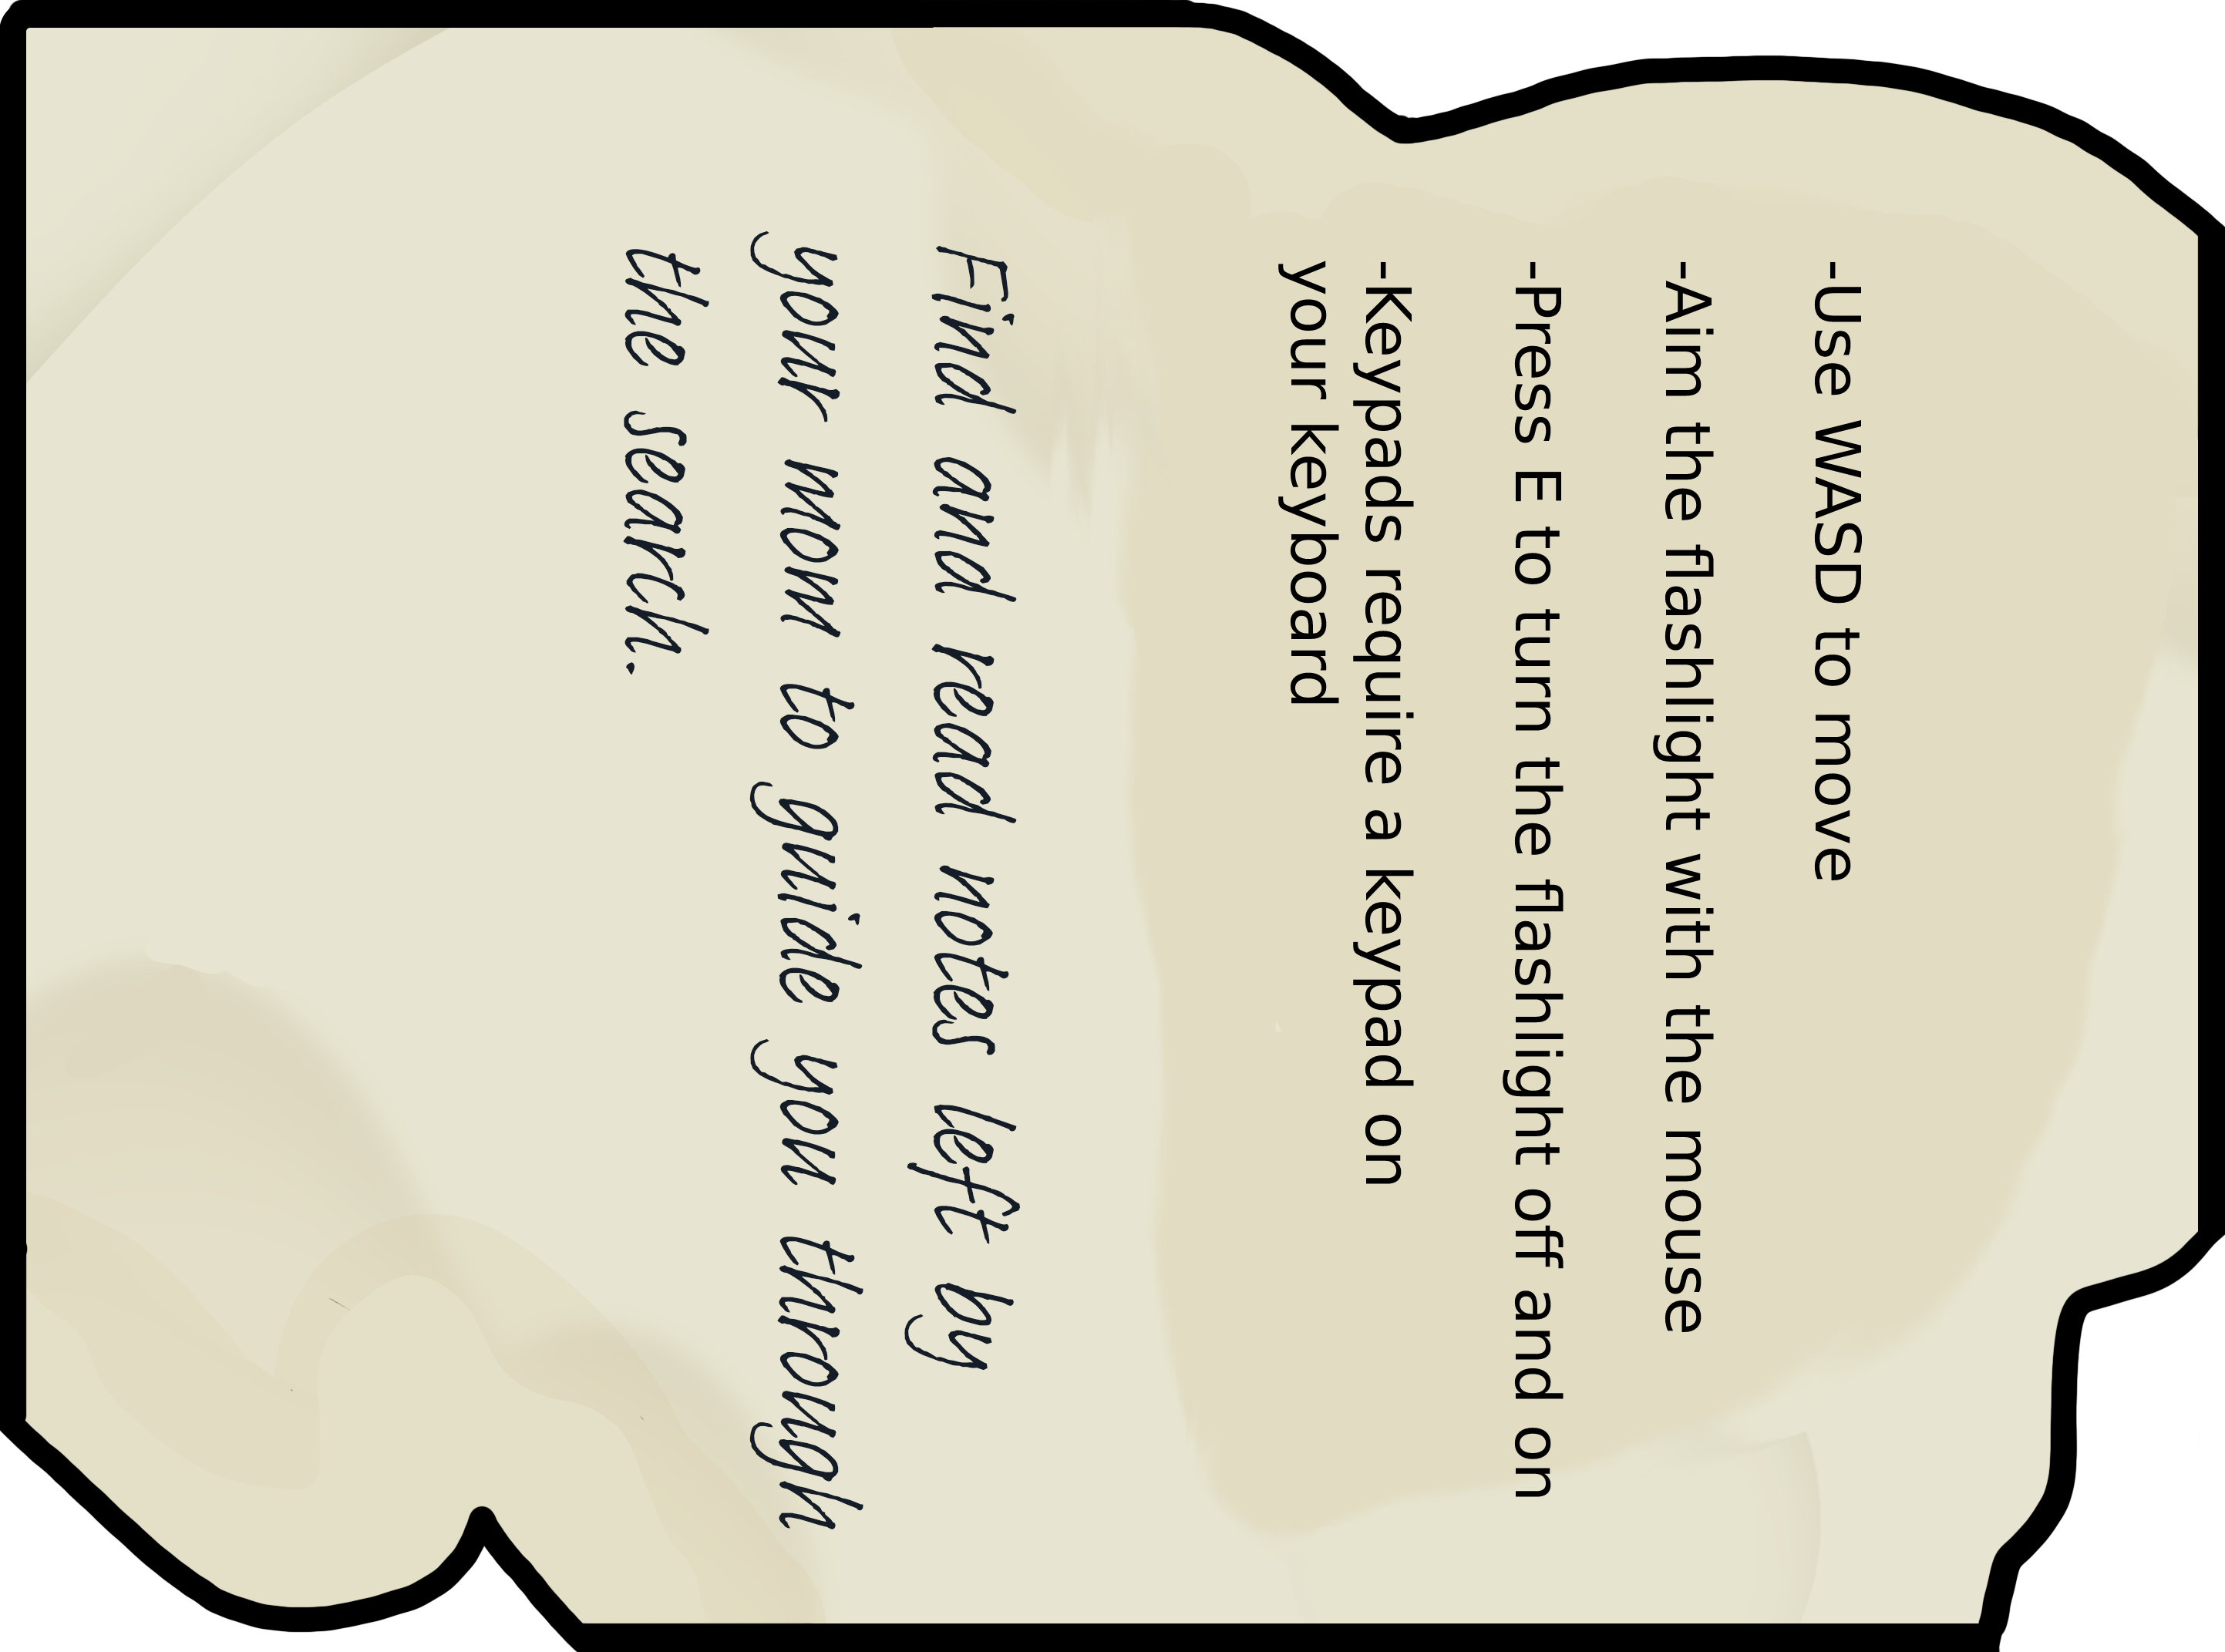 -Use WASD to move
-Aim the flashlight with the mouse
-Press E to turn the flashlight off and on
-Keypads require a keypad on
your keyboard
Find and read notes left by
your mom to guide you through
the search.